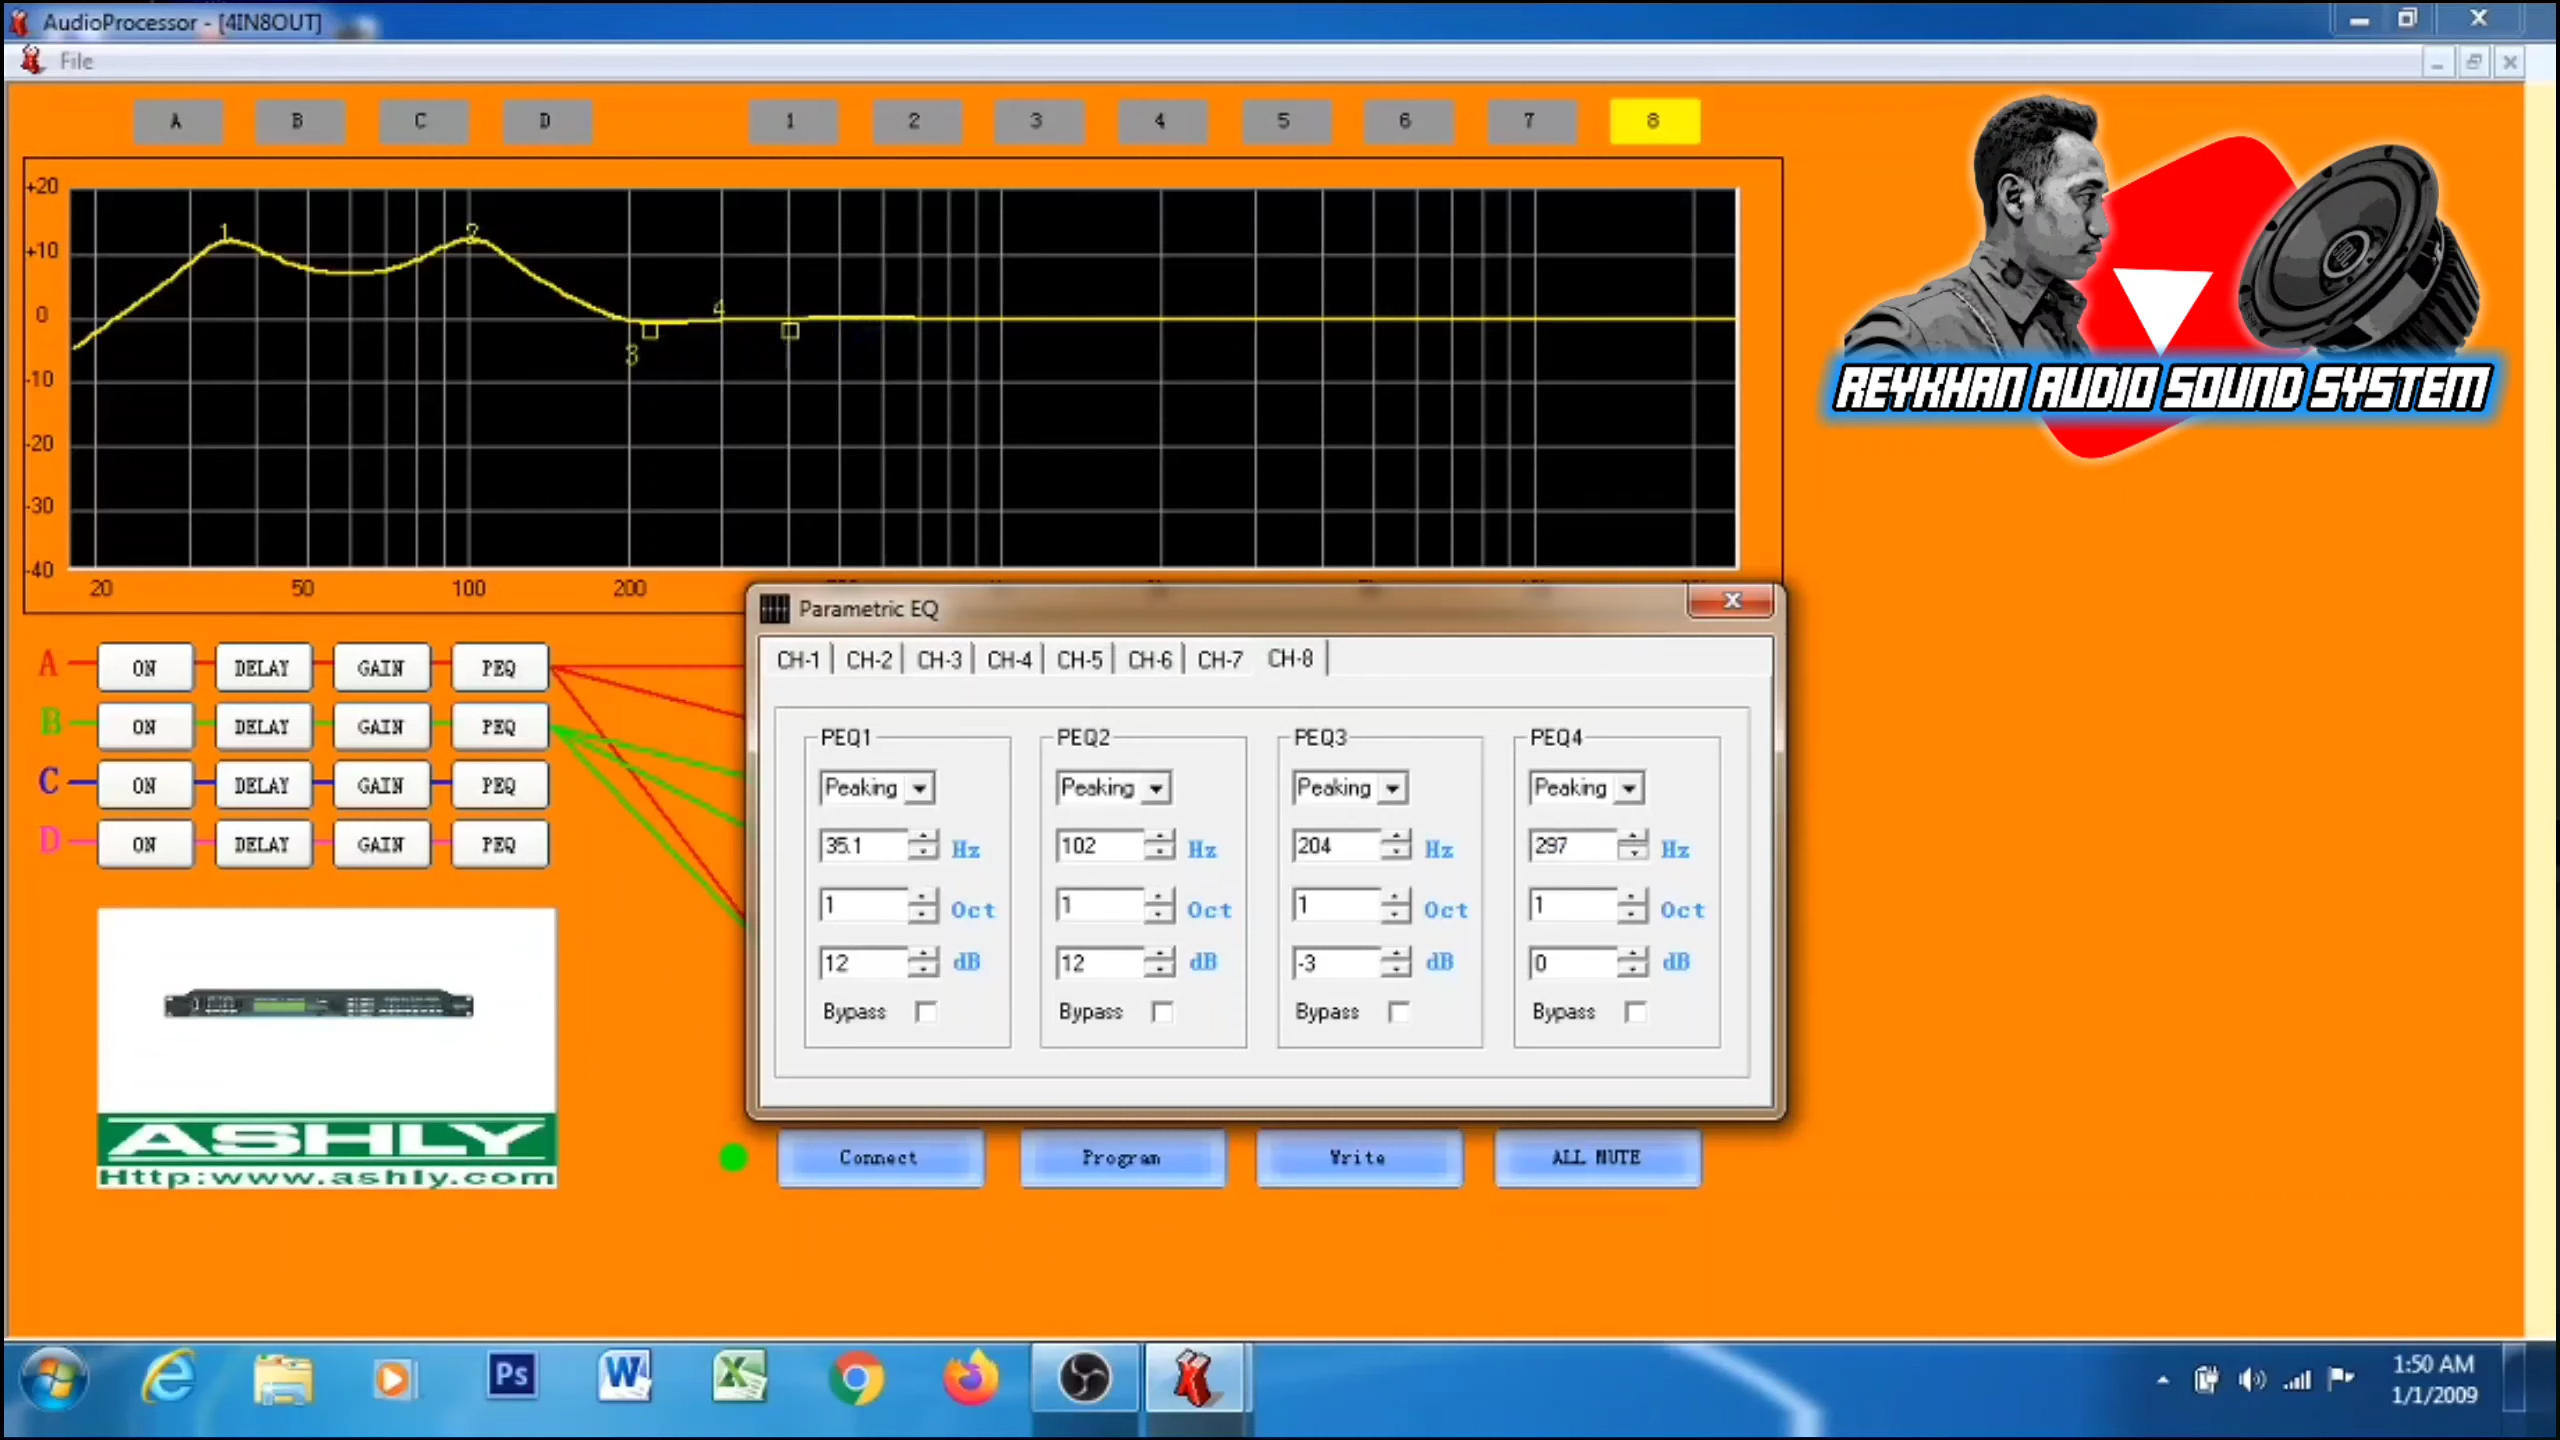 AudioProcessor - [4IN8OUT]
File
A B C D 1 2 3 4 5 6 7 8
+20
+10
0
-10
-20
-30
-40
1 2 3 4
20 50 100 200
REYKHAN AUDIO SOUND SYSTEM
JBL
Parametric EQ
CH-1 CH-2 CH-3 CH-4 CH-5 CH-6 CH-7 CH-8
PEQ1 PEQ2 PEQ3 PEQ4
Peaking Peaking Peaking Peaking
35.1 Hz 102 Hz 204 Hz 297 Hz
1 Oct 1 Oct 1 Oct 1 Oct
12 dB 12 dB -3 dB 0 dB
Bypass Bypass Bypass Bypass
A ON DELAY GAIN PEQ
B ON DELAY GAIN PEQ
C ON DELAY GAIN PEQ
D ON DELAY GAIN PEQ
ASHLY
Http:www.ashly.com
Connect Program Write ALL MUTE
Ps
1:50 AM
1/1/2009